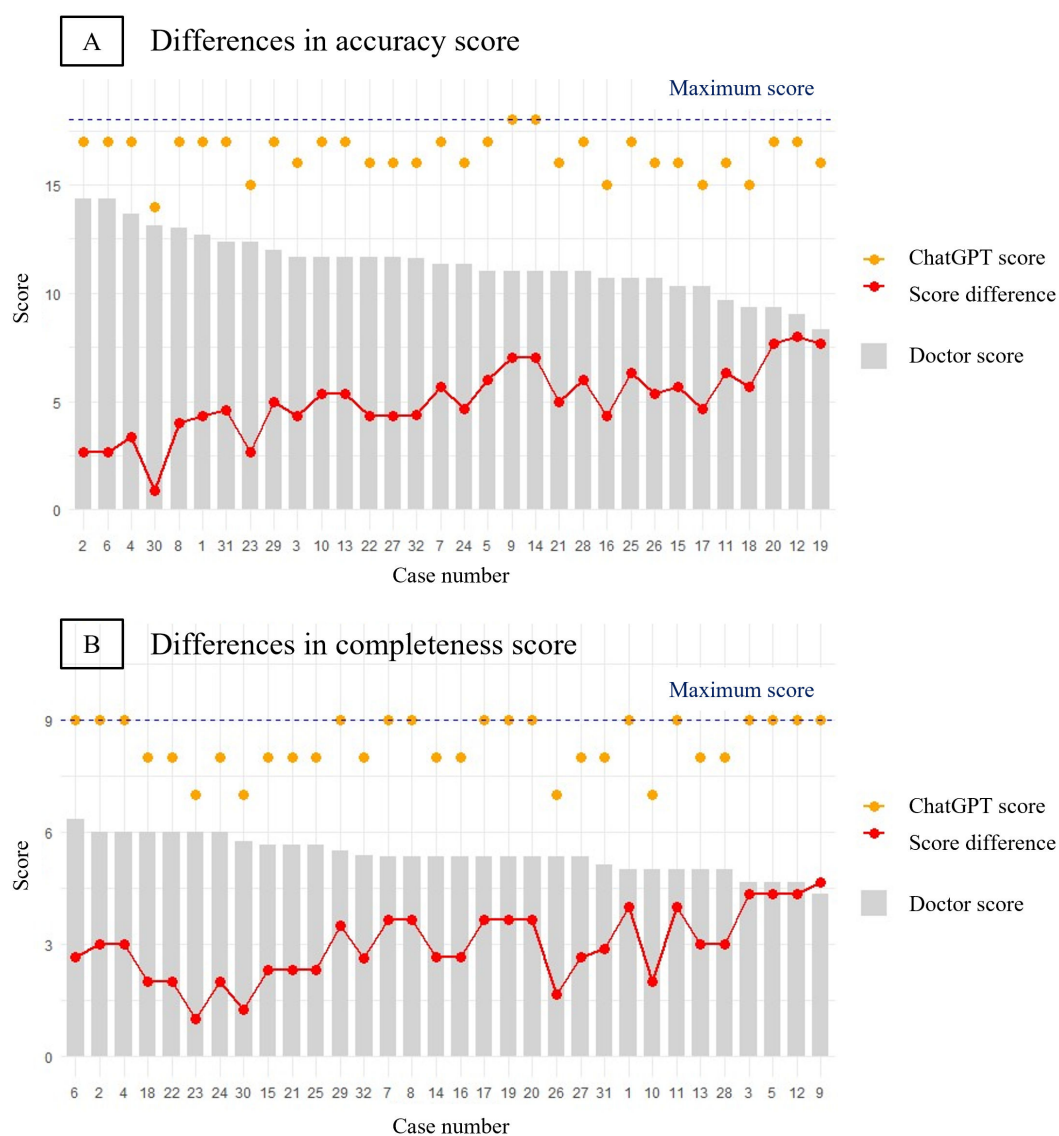 A Differences in accuracy score
Maximum score
15
10
5
0
Score
2 6 4 30 8 1 31 23 29 3 10 13 22 27 32 7 24 5 9 14 21 28 16 25 26 15 17 11 18 20 12 19
Case number
ChatGPT score
Score difference
Doctor score
B Differences in completeness score
Maximum score
9
6
3
0
Score
6 2 4 18 22 23 24 30 15 21 25 29 32 7 8 14 16 17 19 20 26 27 31 1 10 11 13 28 3 5 12 9
Case number
ChatGPT score
Score difference
Doctor score